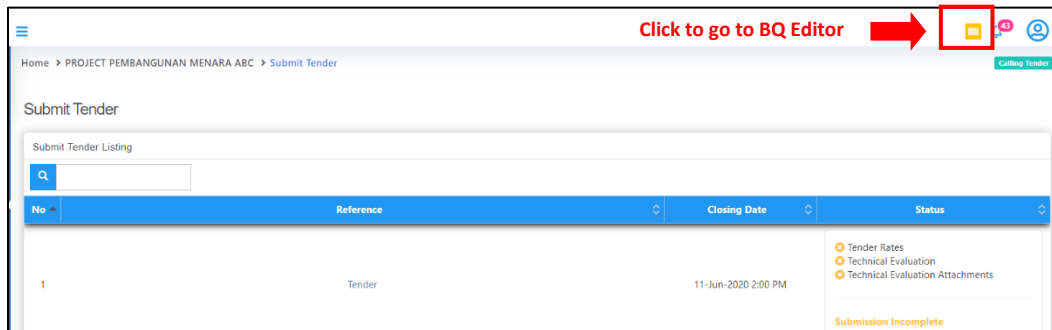 Click to go to BQ Editor
43
Home > PROJECT PEMBANGUNAN MENARA ABC > Submit Tender
Calling Tender
Submit Tender
Submit Tender Listing
No Reference Closing Date Status
Tender Rates
Technical Evaluation
Technical Evaluation Attachments
1 Tender 11-Jun-2020 2:00 PM
Submission Incomplete